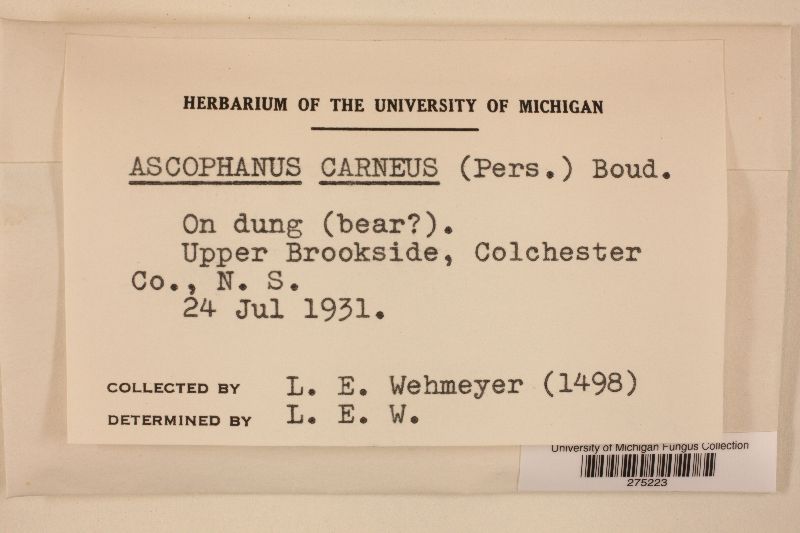 HERBARIUM OF THE UNIVERSITY OF MICHIGAN
ASCOPHANUS CARNEUS (Pers.) Boud.
On dung (bear?).
Upper Brookside, Colchester
Co., N. S.
24 Jul 1931.
COLLECTED BY L. E. Wehmeyer (1498)
DETERMINED BY L. E. W.
University of Michigan Fungus Collection
275223